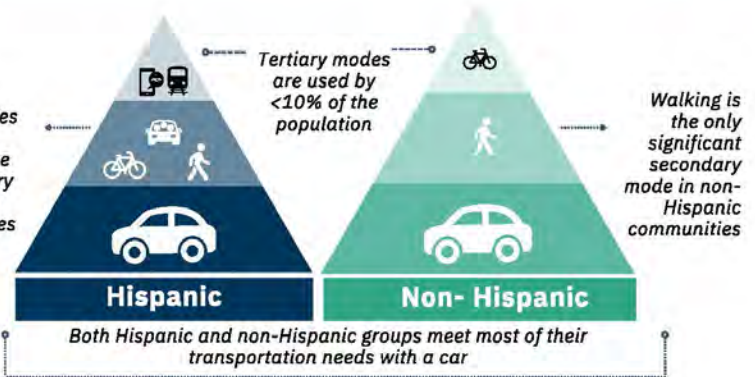 Tertiary modes
are used by
<10% of the
population
Walking is
the only
significant
secondary
mode in non-
Hispanic
communities
Hispanic
Non- Hispanic
Both Hispanic and non-Hispanic groups meet most of their
transportation needs with a car